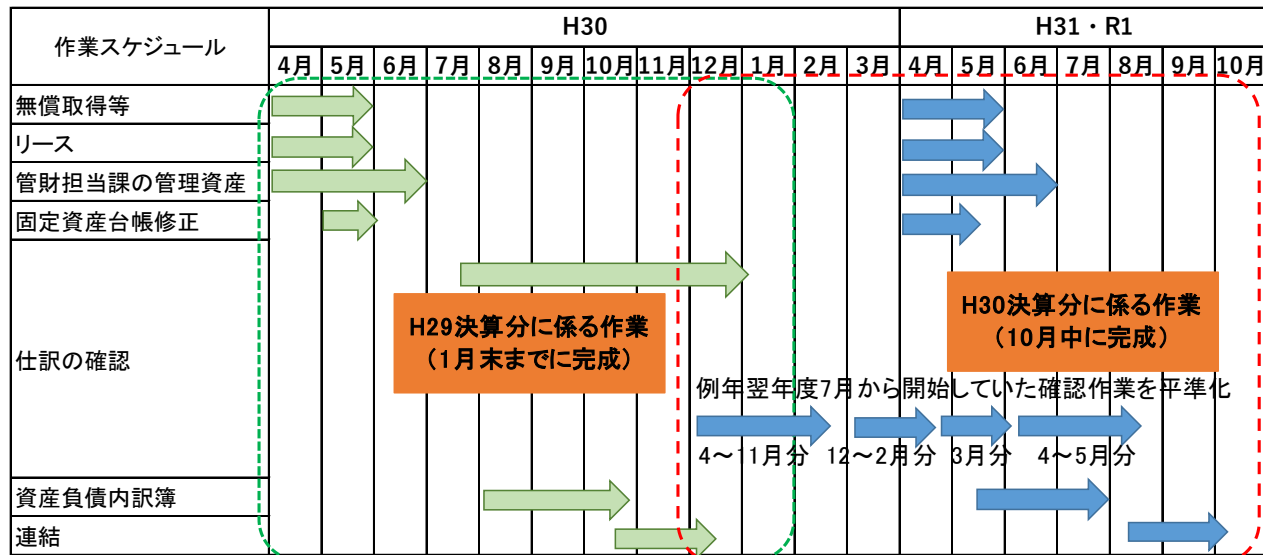 作業スケジュール
H30
H31・R1
4月 5月 6月 7月 8月 9月 10月 11月 12月 1月 2月 3月 4月 5月 6月 7月 8月 9月 10月
無償取得等
リース
管財担当課の管理資産
固定資産台帳修正
仕訳の確認
H29決算分に係る作業
（1月末までに完成）
H30決算分に係る作業
（10月中に完成）
例年翌年度7月から開始していた確認作業を平準化
4～11月分 12～2月分 3月分 4～5月分
資産負債内訳簿
連結